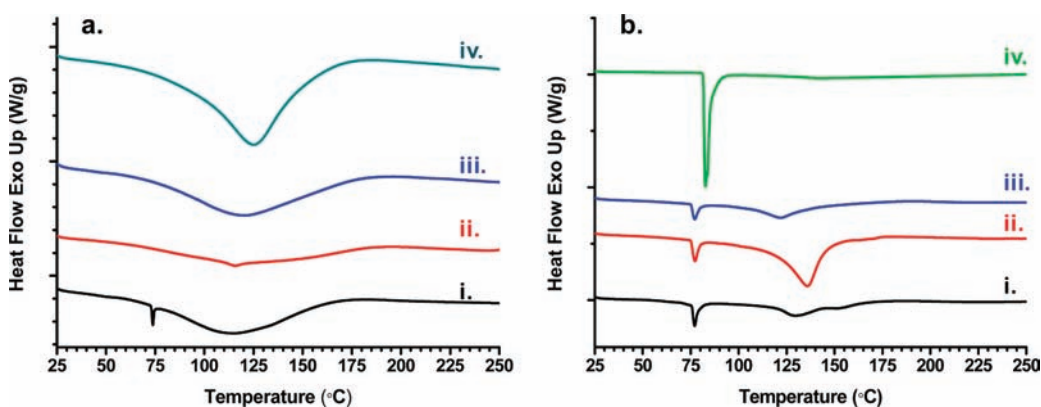 a.
iv.
iii.
ii.
i.
Heat Flow Exo Up (W/g)
25 50 75 100 125 150 175 200 225 250
Temperature (°C)
b.
iv.
iii.
ii.
i.
Heat Flow Exo Up (W/g)
25 50 75 100 125 150 175 200 225 250
Temperature (°C)